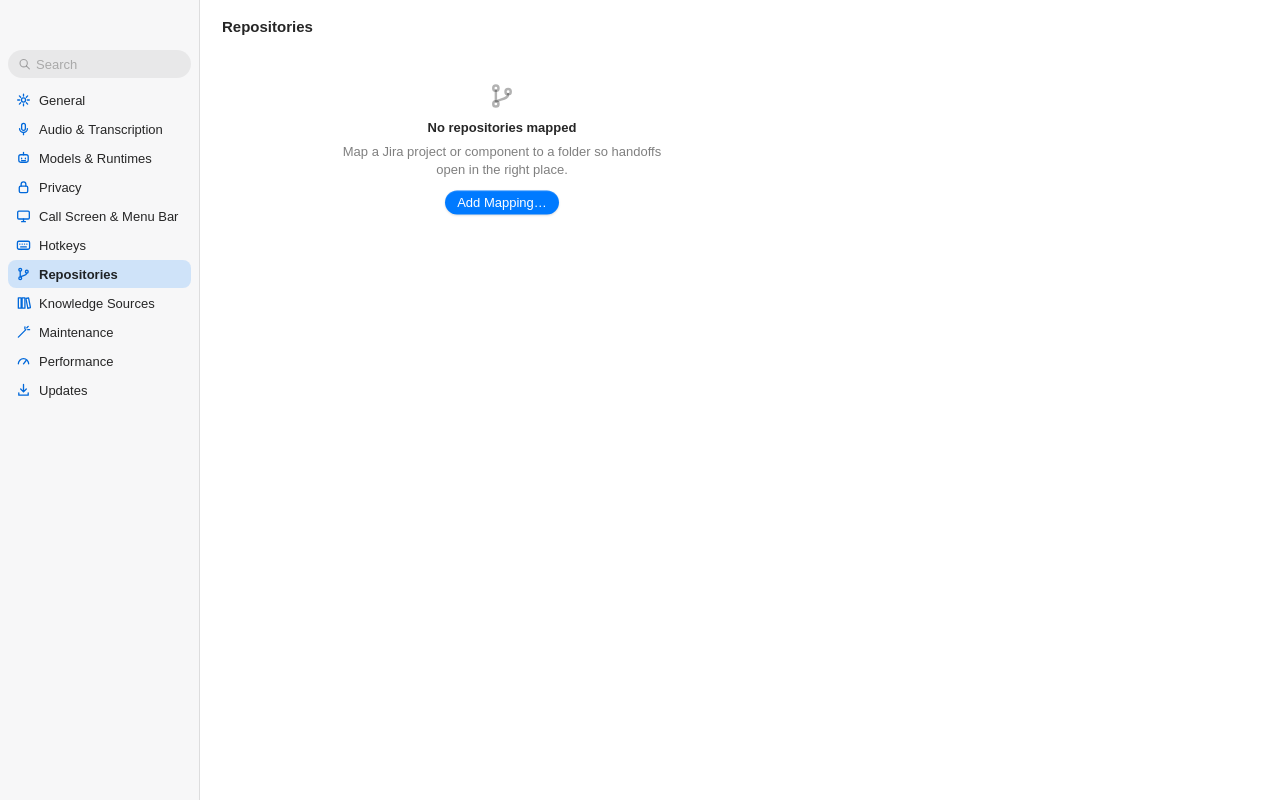 Repositories
Search
General
Audio & Transcription
Models & Runtimes
Privacy
Call Screen & Menu Bar
Hotkeys
Repositories
Knowledge Sources
Maintenance
Performance
Updates
No repositories mapped
Map a Jira project or component to a folder so handoffs
open in the right place.
Add Mapping…